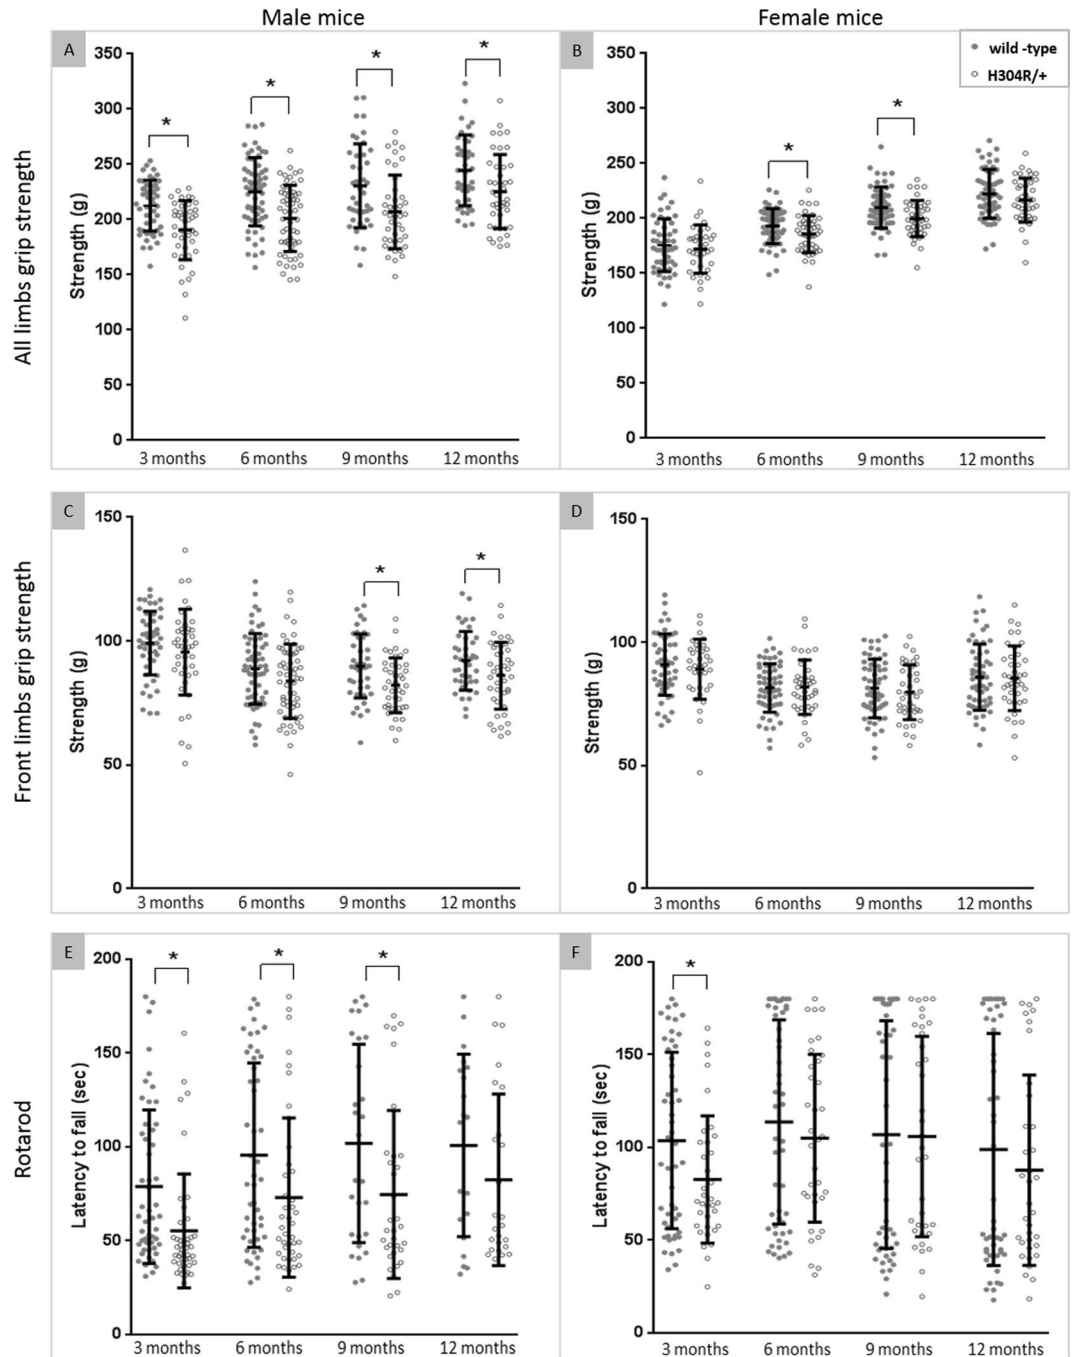 Male mice
Female mice
wild -type
H304R/+
All limbs grip strength
A
*
*
*
*
Strength (g)
350
300
250
200
150
100
50
0
3 months 6 months 9 months 12 months
B
*
*
Strength (g)
350
300
250
200
150
100
50
0
3 months 6 months 9 months 12 months
Front limbs grip strength
C
*
*
Strength (g)
150
100
50
0
3 months 6 months 9 months 12 months
D
Strength (g)
150
100
50
0
3 months 6 months 9 months 12 months
Rotarod
E
*
*
*
Latency to fall (sec)
200
150
100
50
0
3 months 6 months 9 months 12 months
F
*
Latency to fall (sec)
200
150
100
50
0
3 months 6 months 9 months 12 months